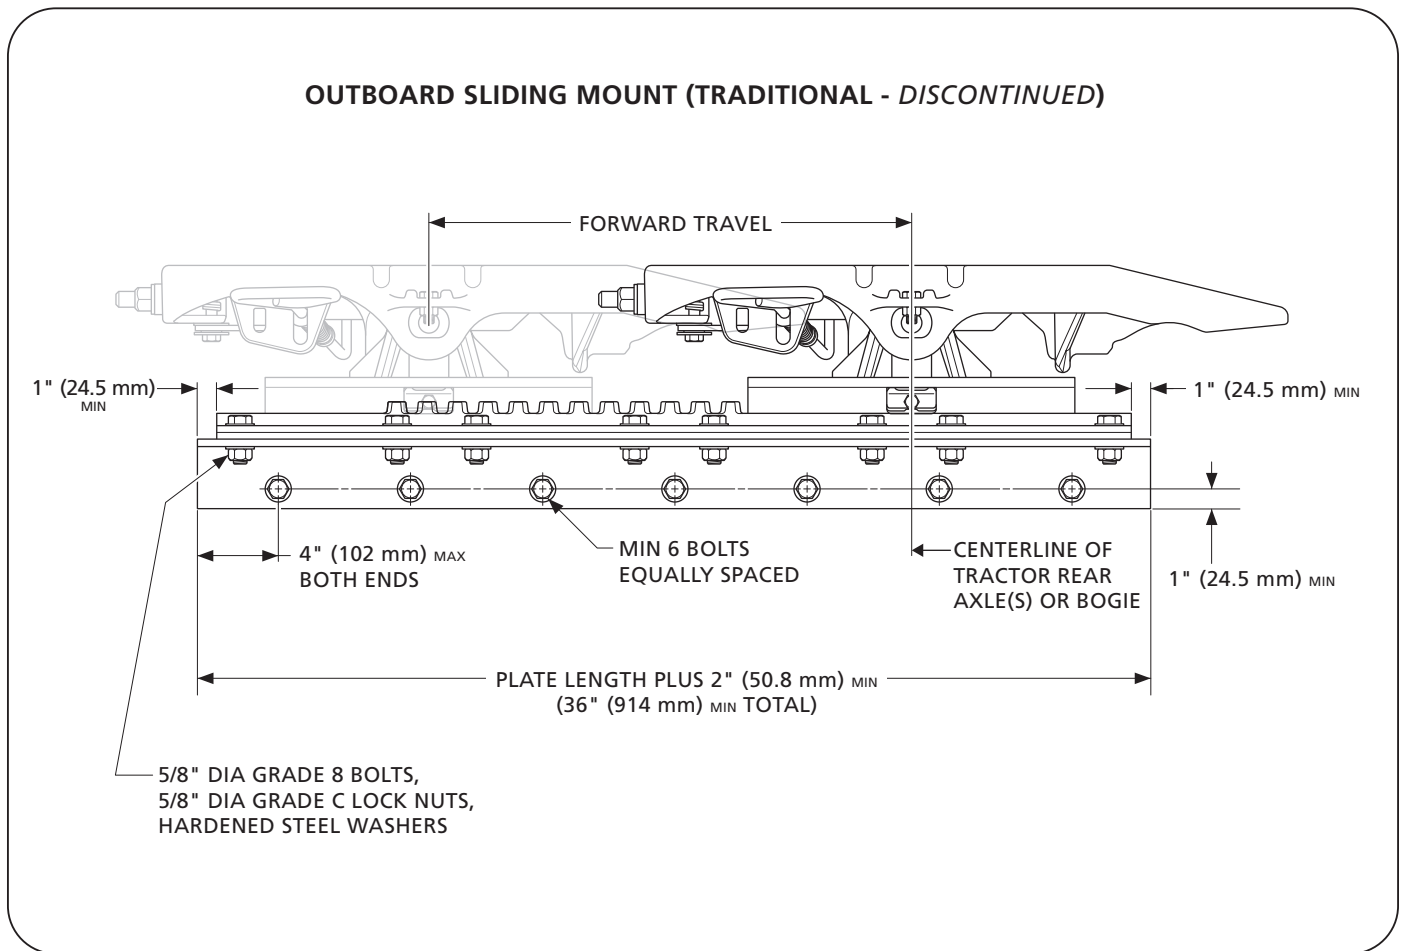 OUTBOARD SLIDING MOUNT (TRADITIONAL - DISCONTINUED)
FORWARD TRAVEL
1" (24.5 mm)
MIN
1" (24.5 mm) MIN
4" (102 mm) MAX
BOTH ENDS
MIN 6 BOLTS
EQUALLY SPACED
CENTERLINE OF
TRACTOR REAR
AXLE(S) OR BOGIE
1" (24.5 mm) MIN
PLATE LENGTH PLUS 2" (50.8 mm) MIN
(36" (914 mm) MIN TOTAL)
5/8" DIA GRADE 8 BOLTS,
5/8" DIA GRADE C LOCK NUTS,
HARDENED STEEL WASHERS